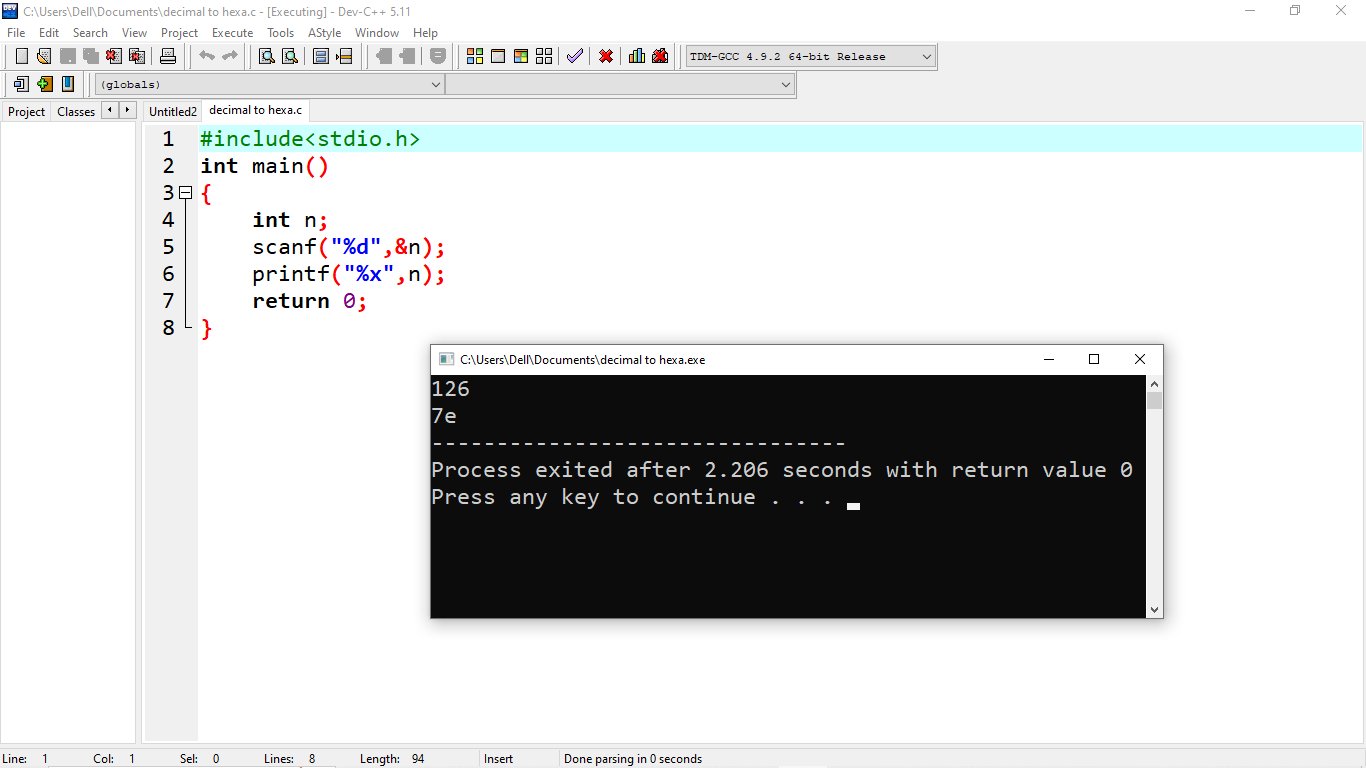 C:\Users\Dell\Documents\decimal to hexa.c - [Executing] - Dev-C++ 5.11
File Edit Search View Project Execute Tools AStyle Window Help
TDM-GCC 4.9.2 64-bit Release
(globals)
Project Classes Untitled2 decimal to hexa.c
1 #include<stdio.h>
2 int main()
3 {
4 int n;
5 scanf("%d",&n);
6 printf("%x",n);
7 return 0;
8 }
C:\Users\Dell\Documents\decimal to hexa.exe
126
7e
--------------------------------
Process exited after 2.206 seconds with return value 0
Press any key to continue . . .
Line: 1 Col: 1 Sel: 0 Lines: 8 Length: 94 Insert Done parsing in 0 seconds